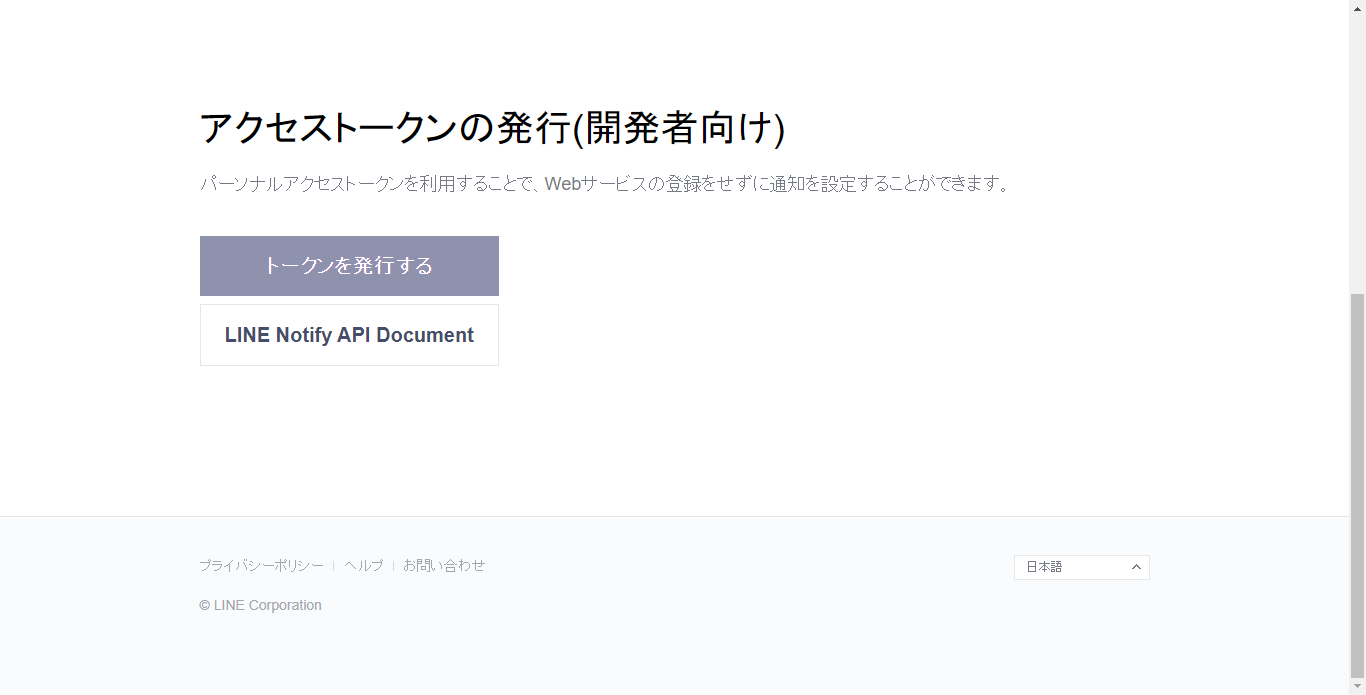 アクセストークンの発行(開発者向け)
パーソナルアクセストークンを利用することで、Webサービスの登録をせずに通知を設定することができます。
トークンを発行する
LINE Notify API Document
プライバシーポリシー | ヘルプ | お問い合わせ
日本語
© LINE Corporation